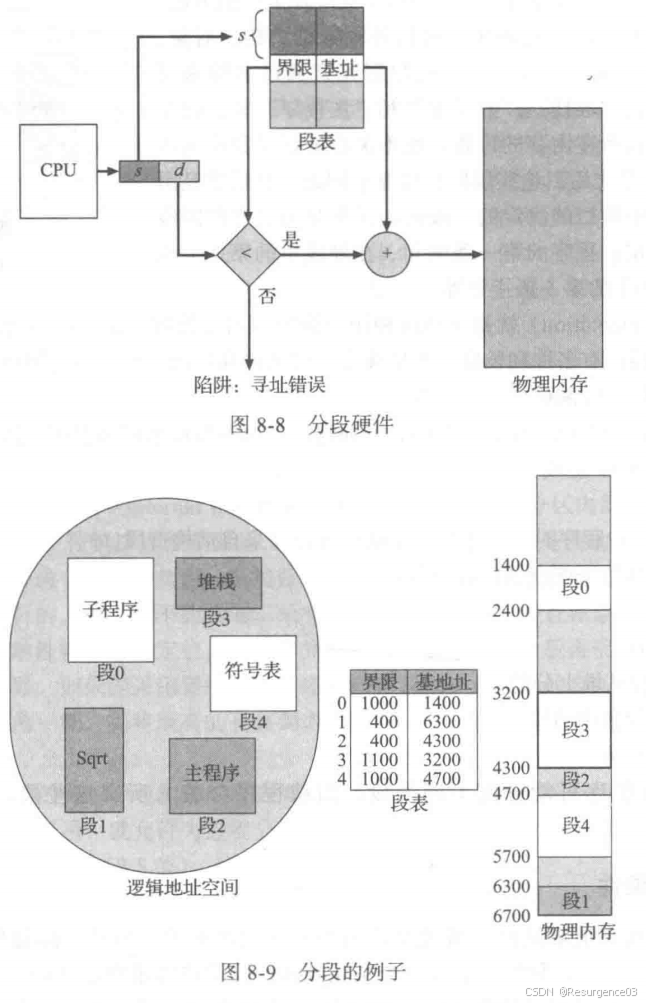 s
界限 基址
段表
CPU
s d
<
是
+
否
陷阱：寻址错误
物理内存
图 8-8 分段硬件
子程序
段0
堆栈
段3
符号表
段4
Sqrt
段1
主程序
段2
逻辑地址空间
界限 基地址
0 1000 1400
1 400 6300
2 400 4300
3 1100 3200
4 1000 4700
段表
1400
段0
2400
3200
段3
4300
段2
4700
段4
5700
6300
段1
6700
物理内存
图 8-9 分段的例子
CSDN @Resurgence03